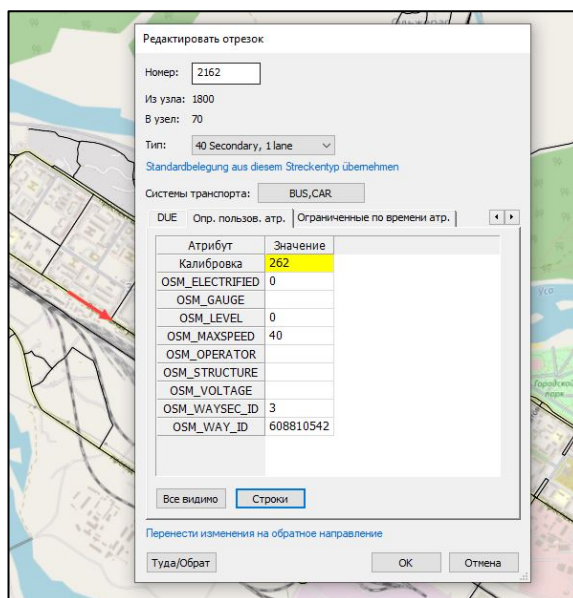 Редактировать отрезок
Номер: 2162
Из узла: 1800
В узел: 70
Тип: 40 Secondary, 1 lane
Standardbelegung aus diesem Streckentyp übernehmen
Системы транспорта: BUS,CAR
DUE Опр. пользов. атр. Ограниченные по времени атр.
Атрибут Значение
Калибровка 262
OSM_ELECTRIFIED 0
OSM_GAUGE
OSM_LEVEL 0
OSM_MAXSPEED 40
OSM_OPERATOR
OSM_STRUCTURE
OSM_VOLTAGE
OSM_WAYSEC_ID 3
OSM_WAY_ID 608810542
Все видимо Строки
Перенести изменения на обратное направление
Туда/Обрат OK Отмена
Уса
Городской
парк